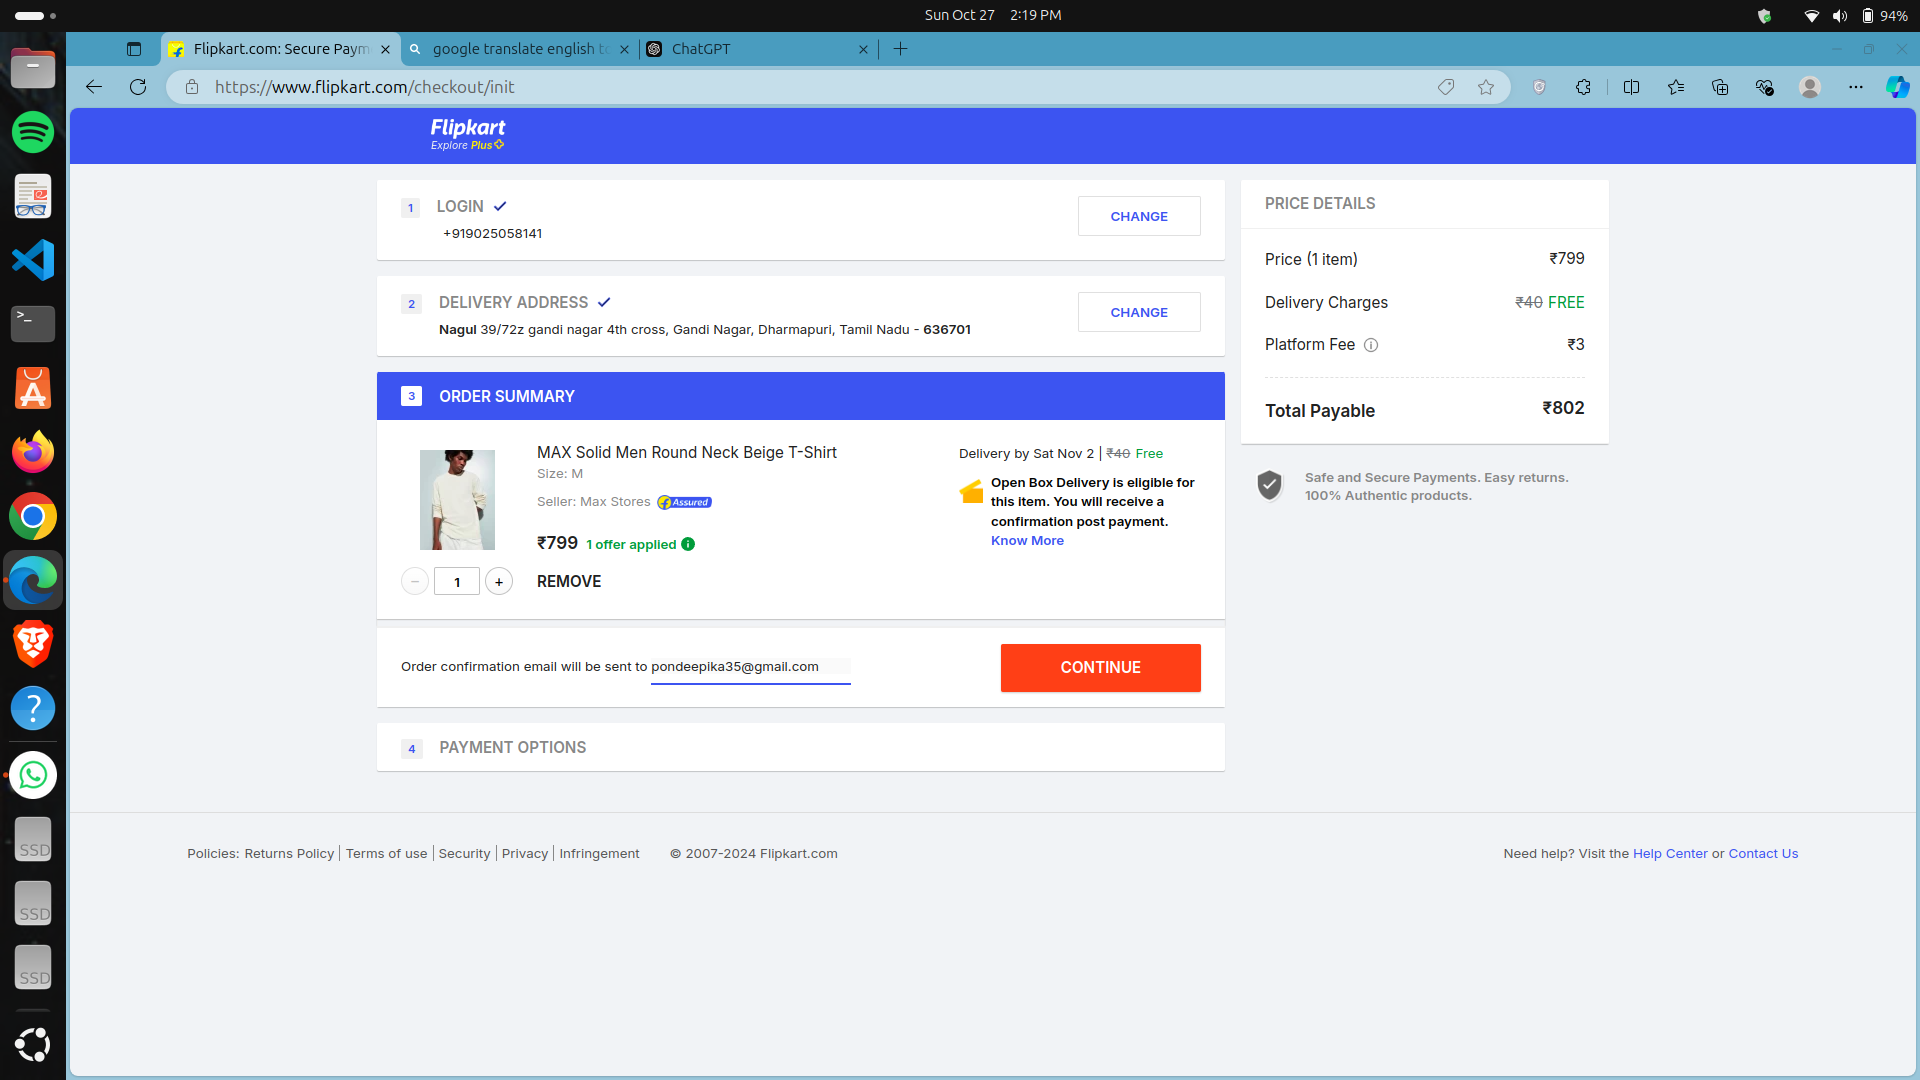 Sun Oct 27 2:19 PM
94%
Flipkart.com: Secure Paym
google translate english to
ChatGPT
https://www.flipkart.com/checkout/init
Flipkart
Explore Plus
1 LOGIN
+919025058141
CHANGE
2 DELIVERY ADDRESS
Nagul 39/72z gandi nagar 4th cross, Gandi Nagar, Dharmapuri, Tamil Nadu - 636701
CHANGE
3 ORDER SUMMARY
MAX Solid Men Round Neck Beige T-Shirt
Size: M
Seller: Max Stores Assured
₹799 1 offer applied
− 1 + REMOVE
Delivery by Sat Nov 2 | ₹40 Free
Open Box Delivery is eligible for
this item. You will receive a
confirmation post payment.
Know More
Order confirmation email will be sent to pondeepika35@gmail.com
CONTINUE
4 PAYMENT OPTIONS
PRICE DETAILS
Price (1 item) ₹799
Delivery Charges ₹40 FREE
Platform Fee ₹3
Total Payable ₹802
Safe and Secure Payments. Easy returns.
100% Authentic products.
Policies: Returns Policy | Terms of use | Security | Privacy | Infringement © 2007-2024 Flipkart.com
Need help? Visit the Help Center or Contact Us
SSD
SSD
SSD